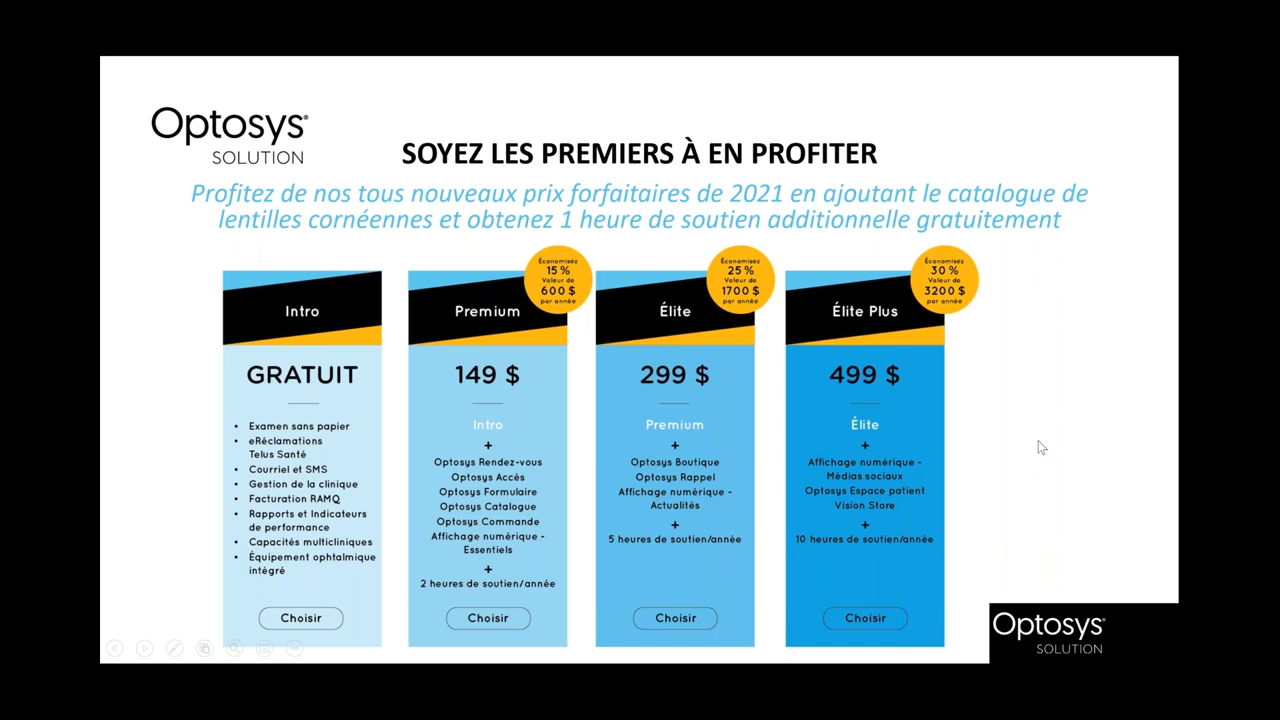 Optosys®
SOLUTION
SOYEZ LES PREMIERS À EN PROFITER
Profitez de nos tous nouveaux prix forfaitaires de 2021 en ajoutant le catalogue de
lentilles cornéennes et obtenez 1 heure de soutien additionnelle gratuitement
Intro
GRATUIT
• Examen sans papier
• eRéclamations
Telus Santé
• Courriel et SMS
• Gestion de la clinique
• Facturation RAMQ
• Rapports et Indicateurs
de performance
• Capacités multicliniques
• Équipement ophtalmique
intégré
Choisir
Économisez
15 %
Valeur de
600 $
par année
Premium
149 $
Intro
+
Optosys Rendez-vous
Optosys Accès
Optosys Formulaire
Optosys Catalogue
Optosys Commande
Affichage numérique -
Essentiels
+
2 heures de soutien/année
Choisir
Économisez
25 %
Valeur de
1700 $
par année
Élite
299 $
Premium
+
Optosys Boutique
Optosys Rappel
Affichage numérique -
Actualités
+
5 heures de soutien/année
Choisir
Économisez
30 %
Valeur de
3200 $
par année
Élite Plus
499 $
Élite
+
Affichage numérique -
Médias sociaux
Optosys Espace patient
Vision Store
+
10 heures de soutien/année
Choisir
Optosys®
SOLUTION